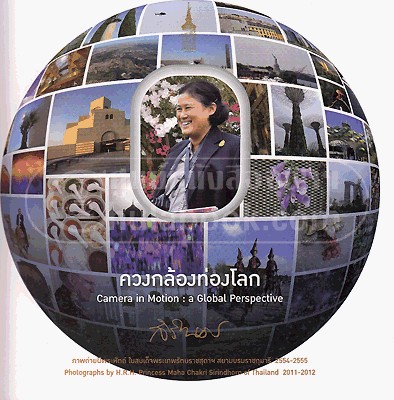 ควงกล้องท่องโลก
Camera in Motion : a Global Perspective
ภาพถ่ายฝีพระหัตถ์ ในสมเด็จพระเทพรัตนราชสุดาฯ สยามบรมราชกุมารี 2554-2555
Photographs by H.R.H. Princess Maha Chakri Sirindhorn of Thailand 2011-2012